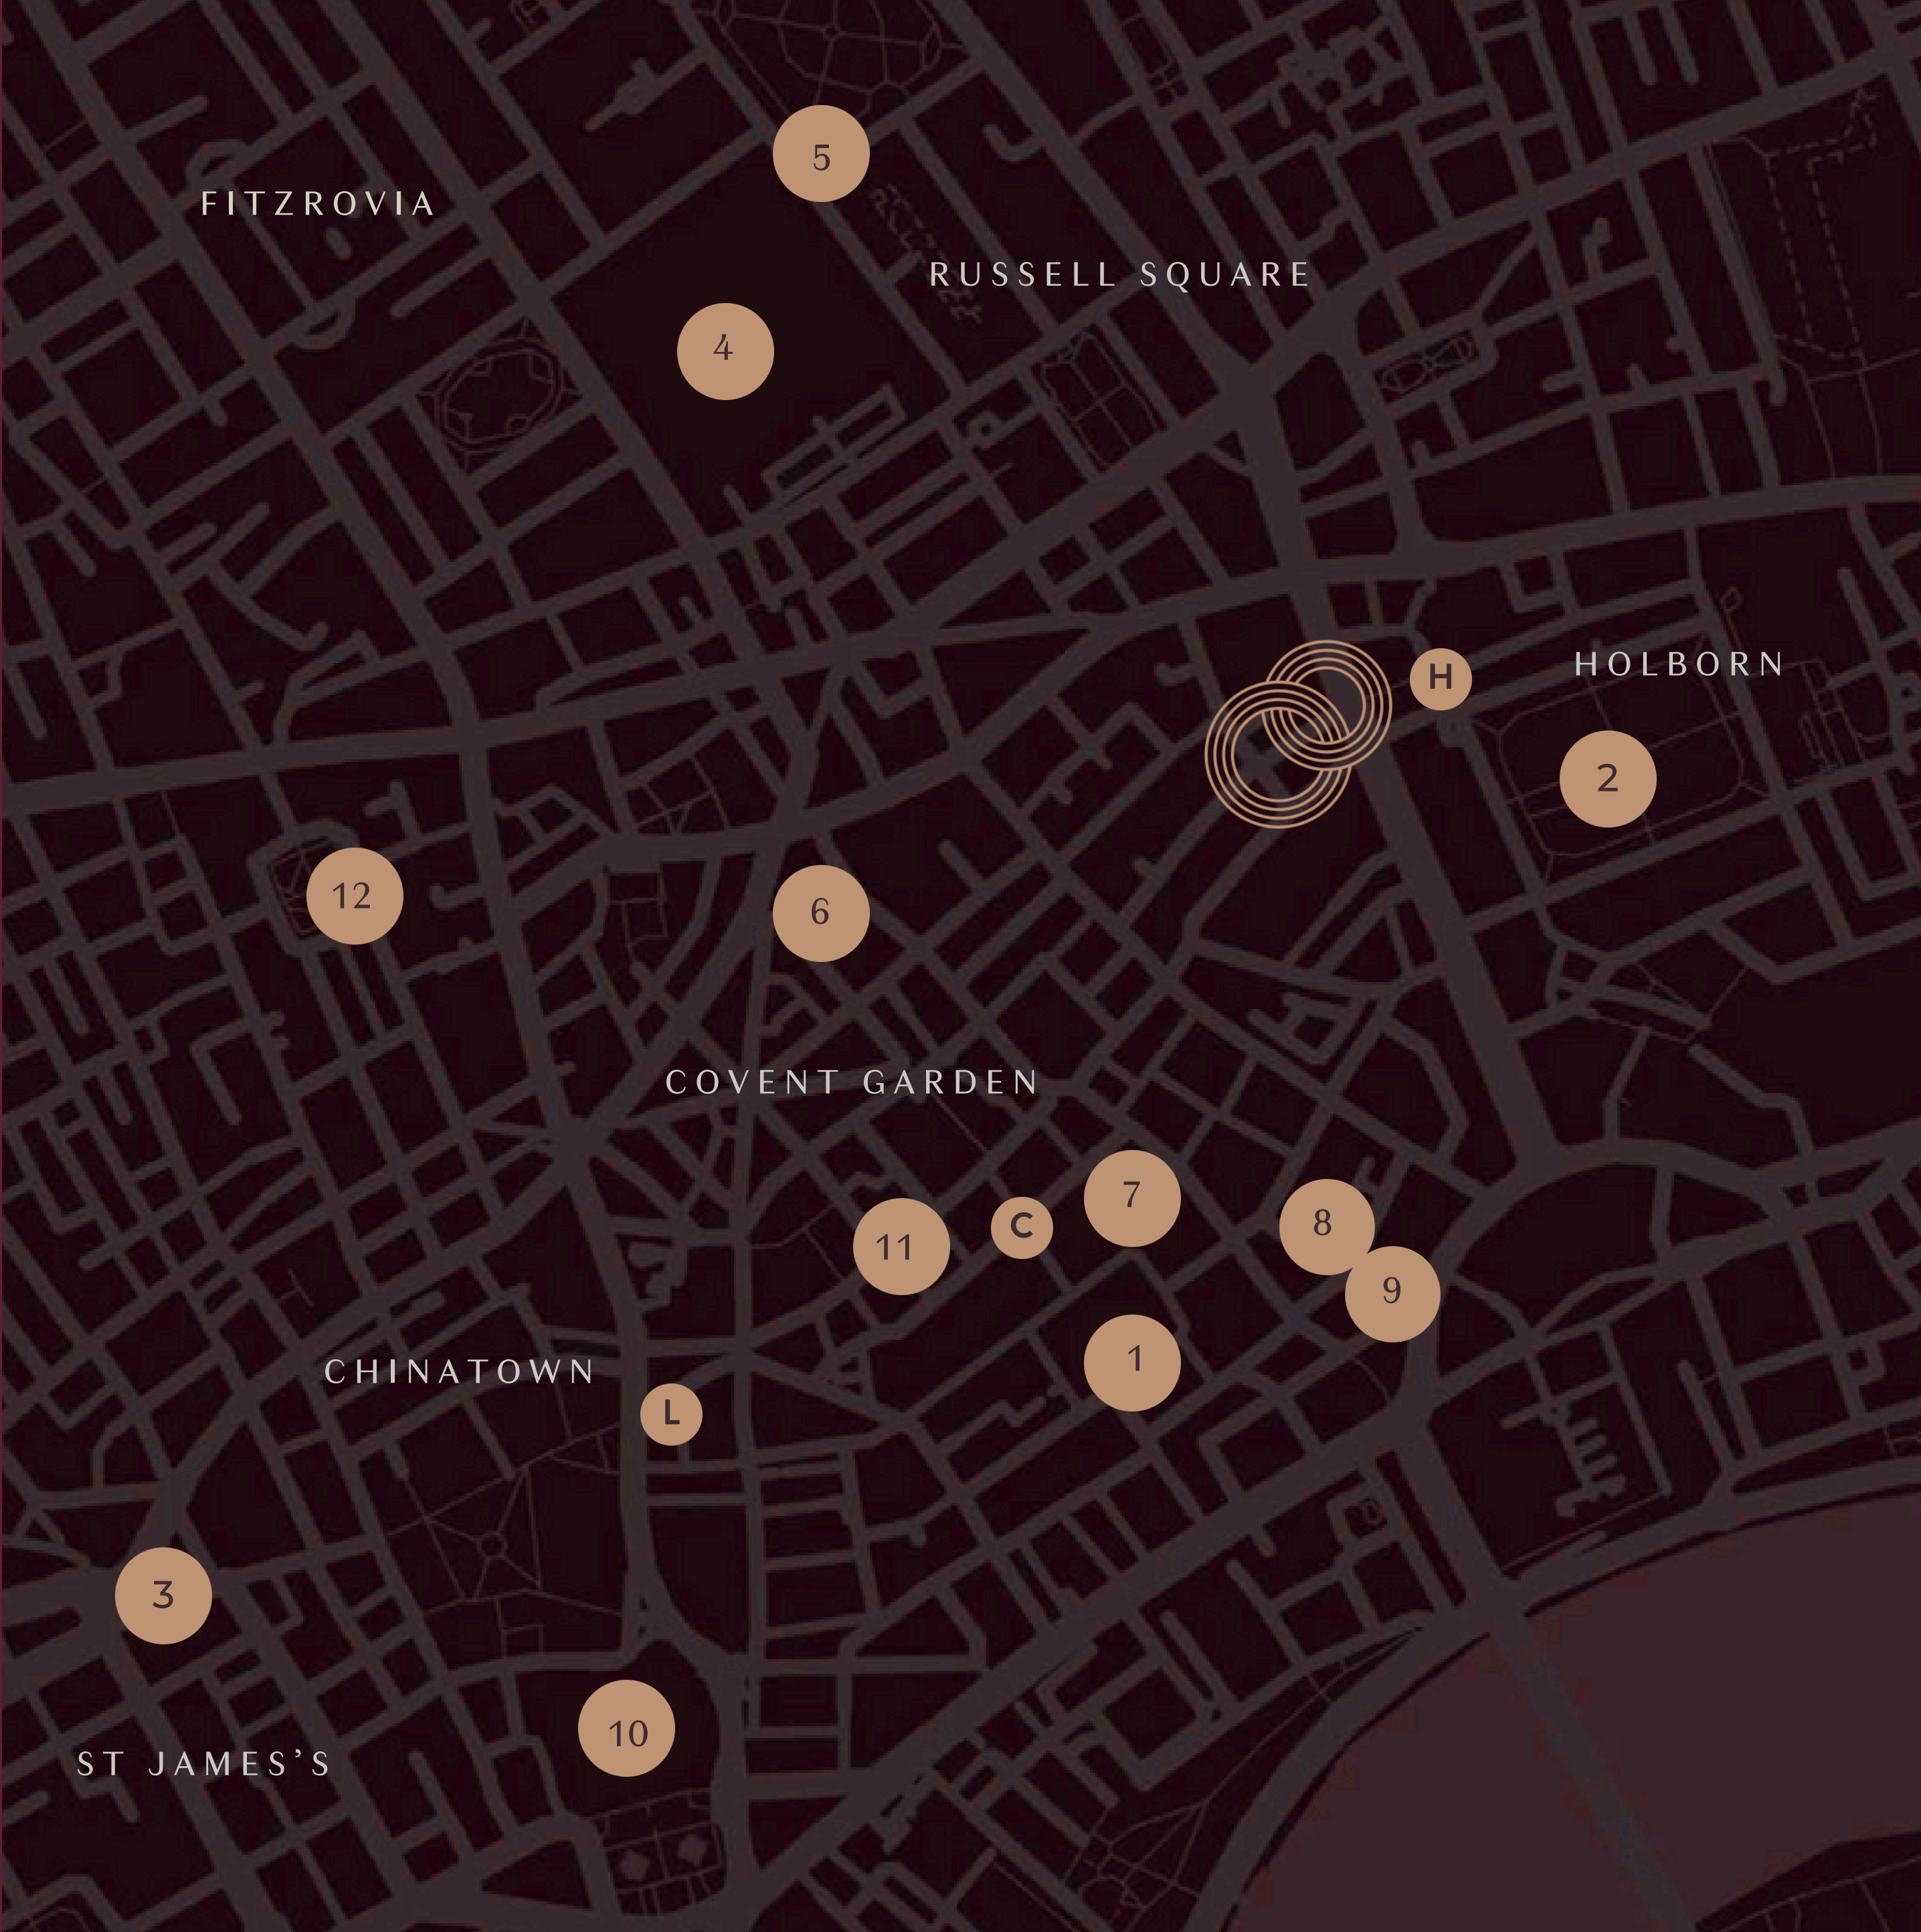 5
FITZROVIA
RUSSELL SQUARE
4
H
HOLBORN
2
12
6
COVENT GARDEN
7
8
C
11
9
1
CHINATOWN
L
3
10
ST JAMES’S